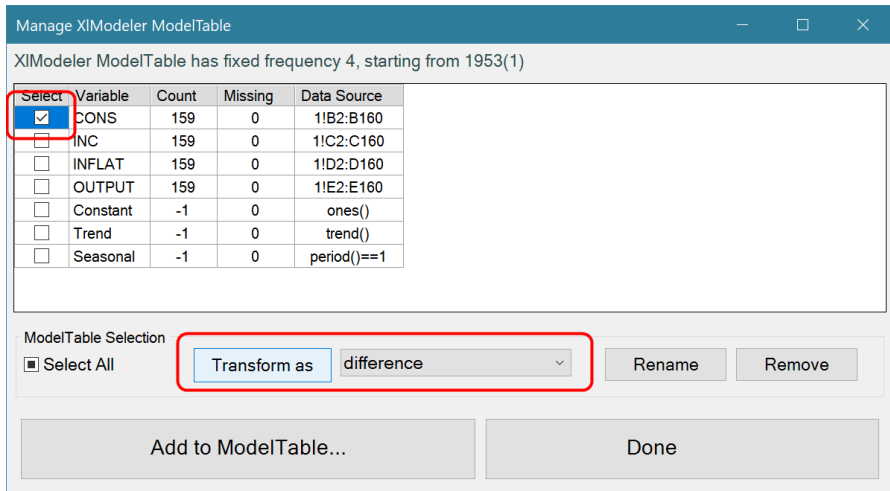 Manage XlModeler ModelTable
XlModeler ModelTable has fixed frequency 4, starting from 1953(1)
Select Variable Count Missing Data Source
CONS 159 0 1!B2:B160
INC 159 0 1!C2:C160
INFLAT 159 0 1!D2:D160
OUTPUT 159 0 1!E2:E160
Constant -1 0 ones()
Trend -1 0 trend()
Seasonal -1 0 period()==1
ModelTable Selection
Select All Transform as difference Rename Remove
Add to ModelTable... Done